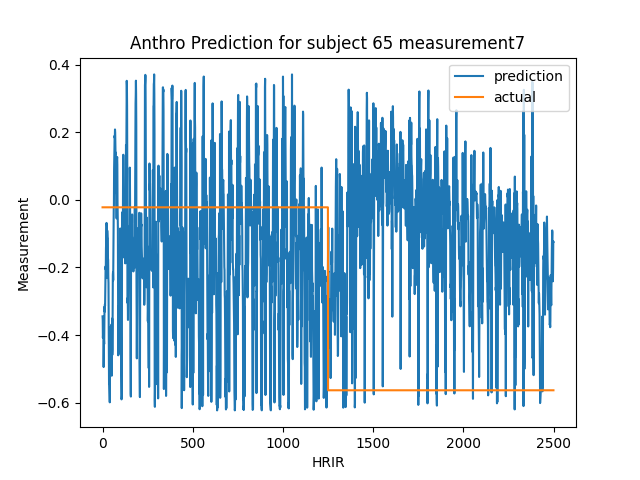 Anthro Prediction for subject 65 measurement7
prediction
actual
0.4
0.2
0.0
−0.2
−0.4
−0.6
Measurement
0
500
1000
1500
2000
2500
HRIR